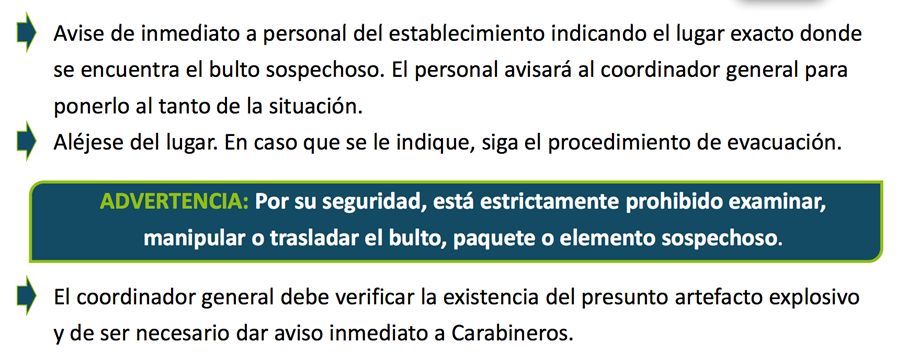 Avise de inmediato a personal del establecimiento indicando el lugar exacto donde
se encuentra el bulto sospechoso. El personal avisará al coordinador general para
ponerlo al tanto de la situación.
Aléjese del lugar. En caso que se le indique, siga el procedimiento de evacuación.
ADVERTENCIA: Por su seguridad, está estrictamente prohibido examinar,
manipular o trasladar el bulto, paquete o elemento sospechoso.
El coordinador general debe verificar la existencia del presunto artefacto explosivo
y de ser necesario dar aviso inmediato a Carabineros.